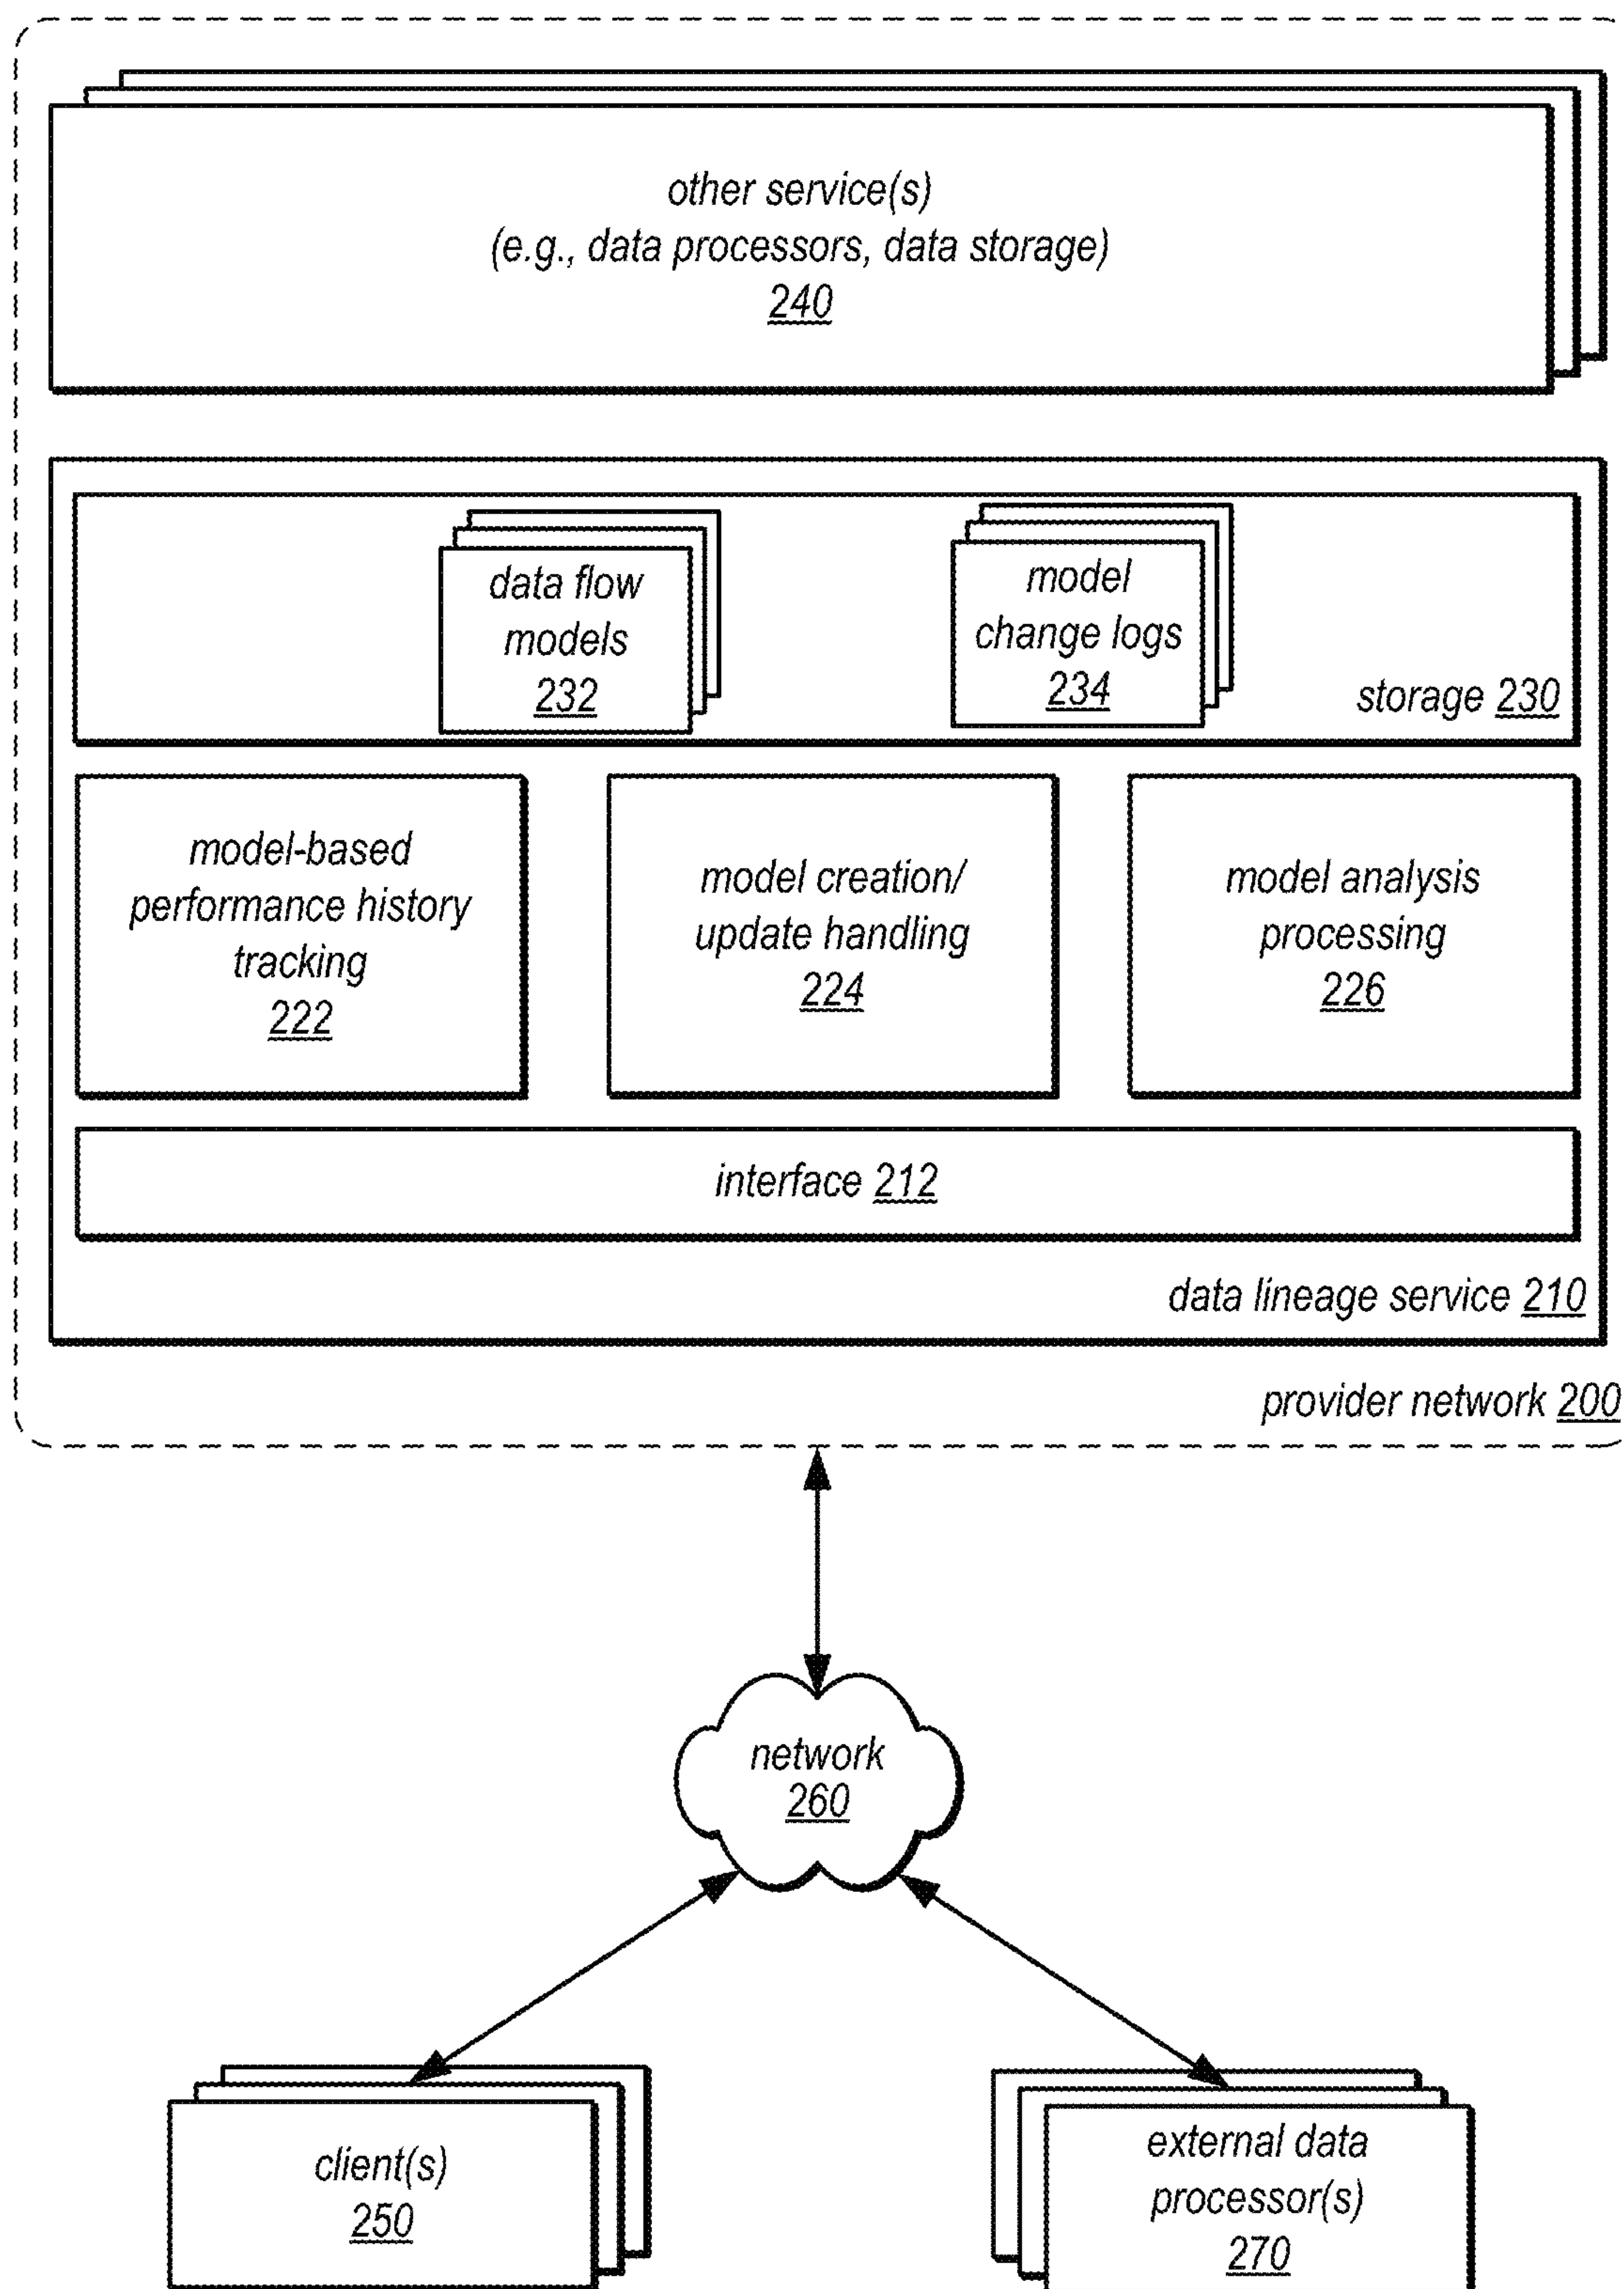 other service(s)
(e.g., data processors, data storage)
240
data flow
models
232
model
change logs
234
storage 230
model-based
performance history
tracking
222
model creation/
update handling
224
model analysis
processing
226
interface 212
data lineage service 210
provider network 200
network
260
client(s)
250
external data
processor(s)
270